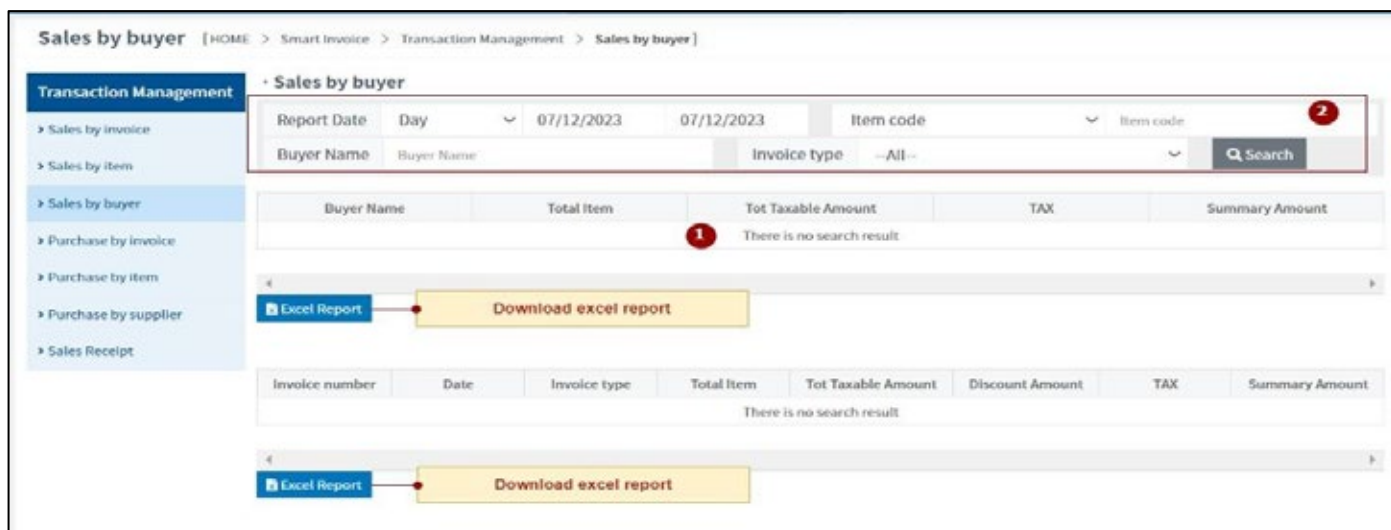 Sales by buyer [HOME > Smart Invoice > Transaction Management > Sales by buyer]
Transaction Management
> Sales by invoice
> Sales by item
> Sales by buyer
> Purchase by invoice
> Purchase by item
> Purchase by supplier
> Sales Receipt
· Sales by buyer
Report Date Day 07/12/2023 07/12/2023 Item code Item code 2
Buyer Name Buyer Name Invoice type --All-- Search
Buyer Name Total Item Tot Taxable Amount TAX Summary Amount
1 There is no search result
Excel Report Download excel report
Invoice number Date Invoice type Total Item Tot Taxable Amount Discount Amount TAX Summary Amount
There is no search result
Excel Report Download excel report